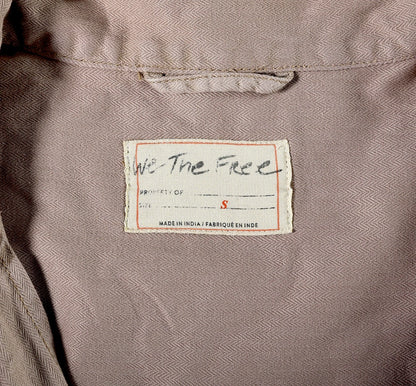 We The Free
PROPERTY OF
SIZE S
MADE IN INDIA / FABRIQUÉ EN INDE